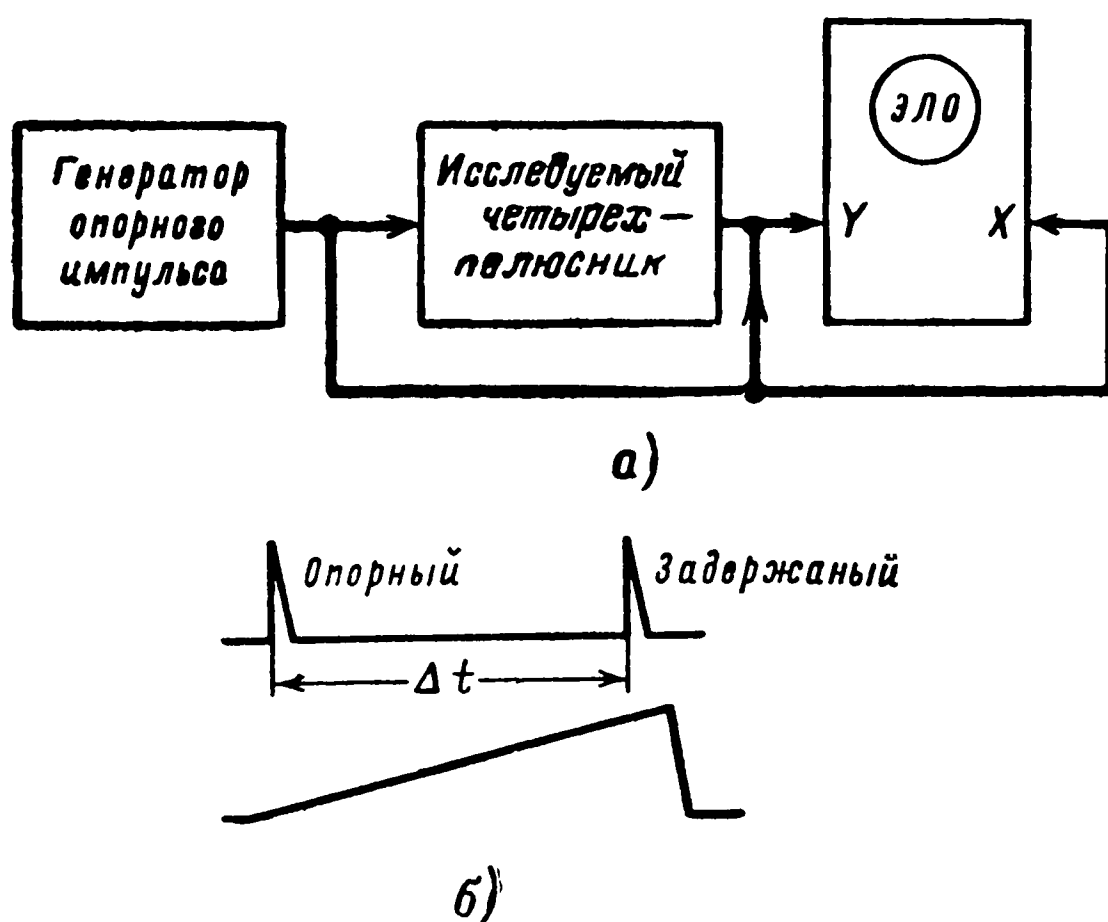 Генератор
опорного
импульса
Исследуемый
четырех—
полюсник
ЭЛО
Y
X
а)
Опорный
Задержаный
Δt
б)